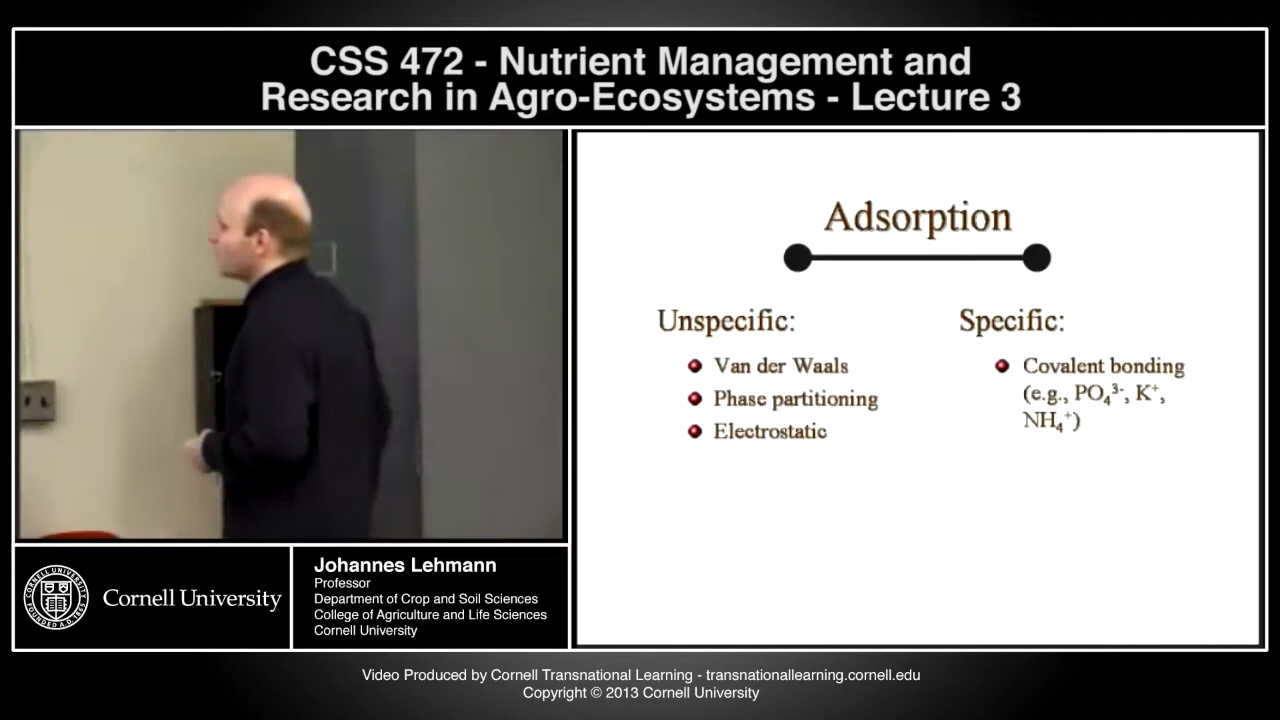 CSS 472 - Nutrient Management and
Research in Agro-Ecosystems - Lecture 3
Adsorption
Unspecific:
Van der Waals
Phase partitioning
Electrostatic
Specific:
Covalent bonding
(e.g., PO₄³⁻, K⁺,
NH₄⁺)
Cornell University
Johannes Lehmann
Professor
Department of Crop and Soil Sciences
College of Agriculture and Life Sciences
Cornell University
Video Produced by Cornell Transnational Learning - transnationallearning.cornell.edu
Copyright © 2013 Cornell University